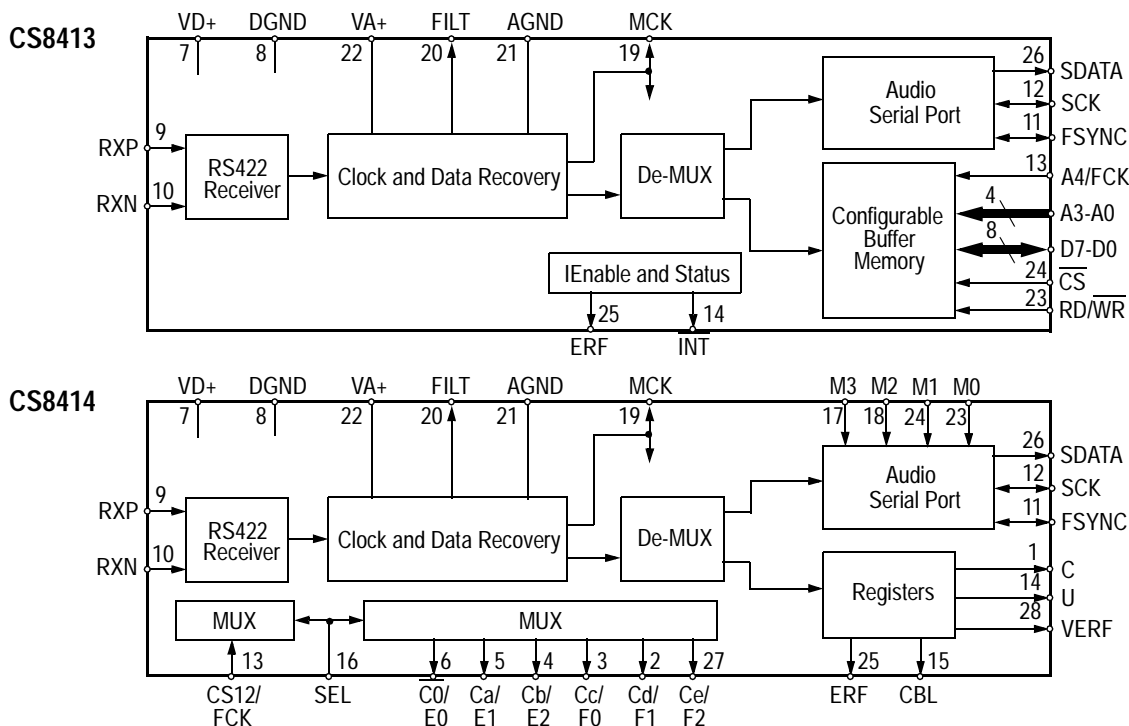 CS8413
VD+ DGND VA+ FILT AGND MCK
7 8 22 20 21 19
26 SDATA
Audio
Serial Port
12 SCK
11 FSYNC
RXP 9
RS422
Receiver
Clock and Data Recovery
De-MUX
RXN 10
13 A4/FCK
4 A3-A0
Configurable
Buffer
Memory
8 D7-D0
24 C̅S̅
23 RD/W̅R̅
IEnable and Status
25 14
ERF I̅N̅T̅
CS8414
VD+ DGND VA+ FILT AGND MCK M3 M2 M1 M0
7 8 22 20 21 19 17 18 24 23
26 SDATA
Audio
Serial Port
12 SCK
11 FSYNC
RXP 9
RS422
Receiver
Clock and Data Recovery
De-MUX
RXN 10
1 C
Registers
14 U
28 VERF
MUX MUX
13 16 6 5 4 3 2 27 25 15
CS12/ SEL C̅0̅/ Ca/ Cb/ Cc/ Cd/ Ce/ ERF CBL
FCK E0 E1 E2 F0 F1 F2